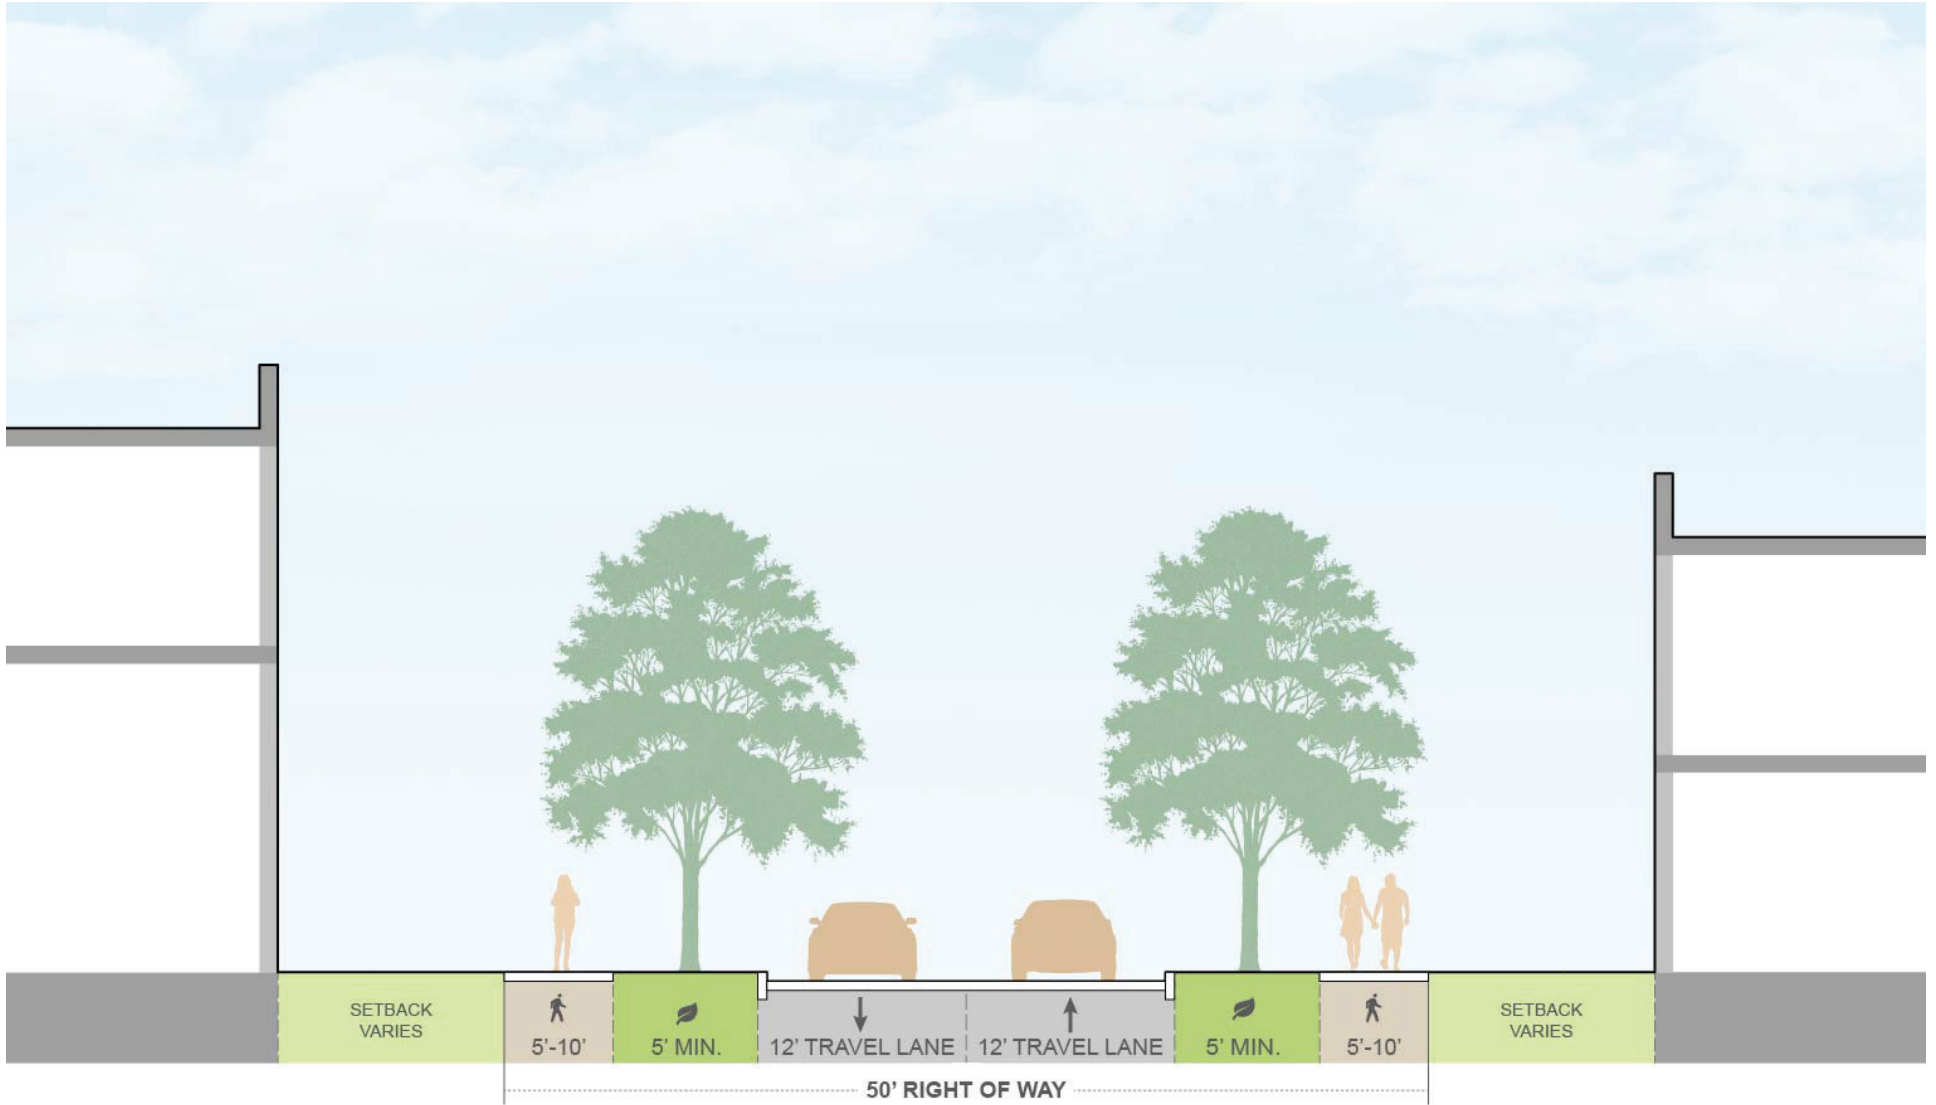 SETBACK
VARIES
5’-10’
5’ MIN.
12’ TRAVEL LANE
12’ TRAVEL LANE
5’ MIN.
5’-10’
SETBACK
VARIES
50’ RIGHT OF WAY